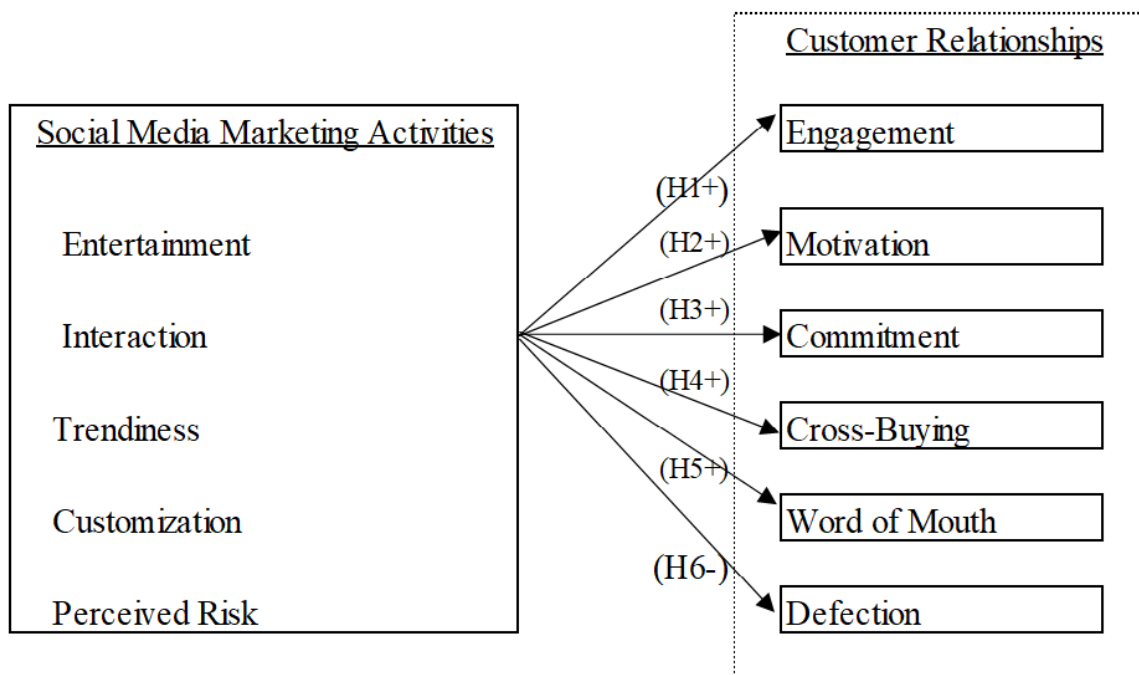 Customer Relationships
Social Media Marketing Activities
Entertainment
Interaction
Trendiness
Customization
Perceived Risk
(H1+)
(H2+)
(H3+)
(H4+)
(H5+)
(H6-)
Engagement
Motivation
Commitment
Cross-Buying
Word of Mouth
Defection